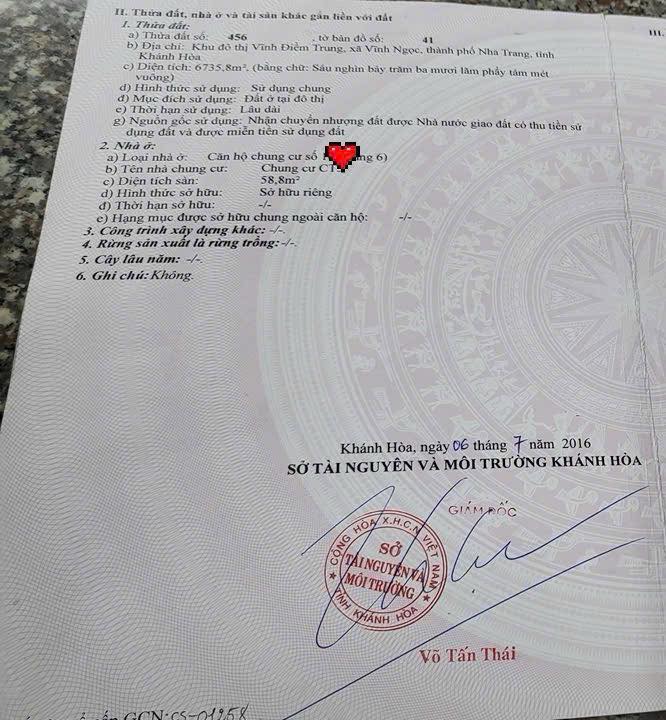 II. Thửa đất, nhà ở và tài sản khác gắn liền với đất
III.
1. Thửa đất:
a) Thửa đất số: 456 , tờ bản đồ số: 41
b) Địa chỉ: Khu đô thị Vĩnh Điềm Trung, xã Vĩnh Ngọc, thành phố Nha Trang, tỉnh
Khánh Hòa
c) Diện tích: 6735,8m², (bằng chữ: Sáu nghìn bảy trăm ba mươi lăm phẩy tám mét
vuông)
d) Hình thức sử dụng: Sử dụng chung
đ) Mục đích sử dụng: Đất ở tại đô thị
e) Thời hạn sử dụng: Lâu dài
g) Nguồn gốc sử dụng: Nhận chuyển nhượng đất được Nhà nước giao đất có thu tiền sử
dụng đất và được miễn tiền sử dụng đất
2. Nhà ở:
a) Loại nhà ở: Căn hộ chung cư số 6)
b) Tên nhà chung cư: Chung cư
c) Diện tích sàn: 58,8m²
d) Hình thức sở hữu: Sở hữu riêng
đ) Thời hạn sở hữu: -/-
e) Hạng mục được sở hữu chung ngoài căn hộ: -/-
3. Công trình xây dựng khác: -/-.
4. Rừng sản xuất là rừng trồng: -/-.
5. Cây lâu năm: -/-.
6. Ghi chú: Không.
Khánh Hòa, ngày 06 tháng 7 năm 2016
SỞ TÀI NGUYÊN VÀ MÔI TRƯỜNG KHÁNH HÒA
GIÁM ĐỐC
CỘNG HÒA X.H.C.N VIỆT NAM
SỞ
TÀI NGUYÊN VÀ
MÔI TRƯỜNG
TỈNH KHÁNH HÒA
Võ Tấn Thái
GCN: CS-01958